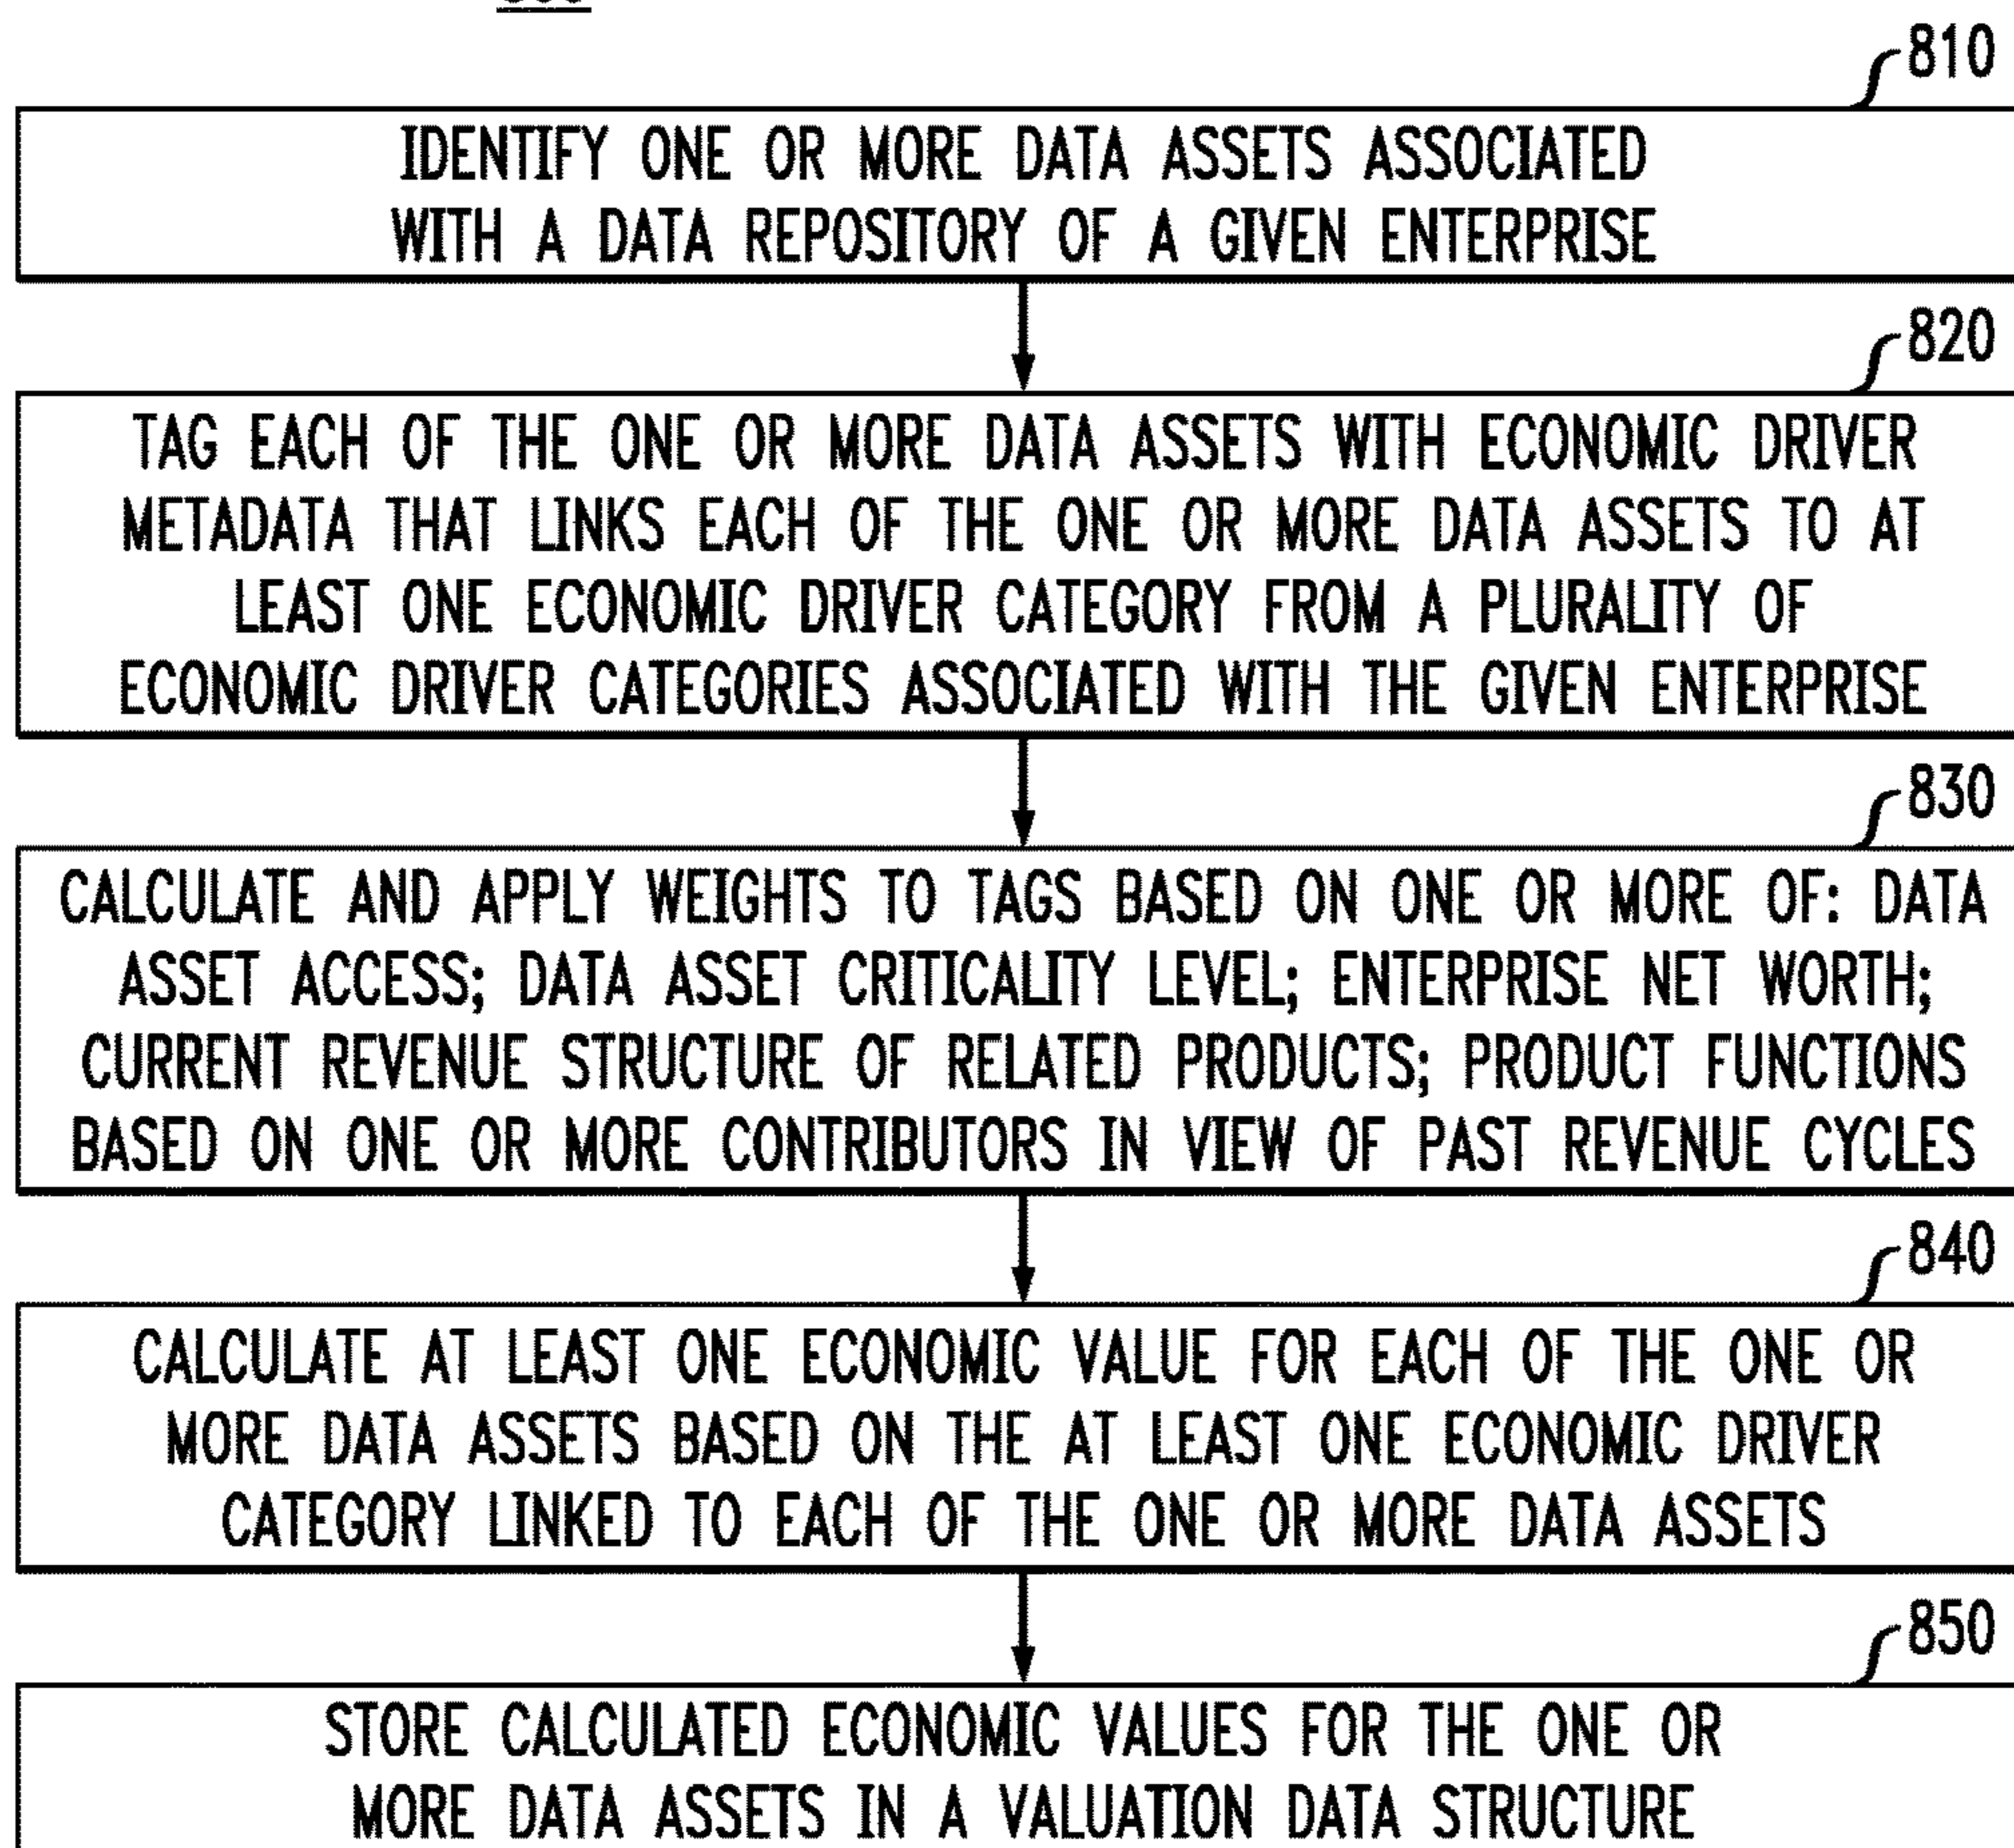 810
IDENTIFY ONE OR MORE DATA ASSETS ASSOCIATED
WITH A DATA REPOSITORY OF A GIVEN ENTERPRISE
820
TAG EACH OF THE ONE OR MORE DATA ASSETS WITH ECONOMIC DRIVER
METADATA THAT LINKS EACH OF THE ONE OR MORE DATA ASSETS TO AT
LEAST ONE ECONOMIC DRIVER CATEGORY FROM A PLURALITY OF
ECONOMIC DRIVER CATEGORIES ASSOCIATED WITH THE GIVEN ENTERPRISE
830
CALCULATE AND APPLY WEIGHTS TO TAGS BASED ON ONE OR MORE OF: DATA
ASSET ACCESS; DATA ASSET CRITICALITY LEVEL; ENTERPRISE NET WORTH;
CURRENT REVENUE STRUCTURE OF RELATED PRODUCTS; PRODUCT FUNCTIONS
BASED ON ONE OR MORE CONTRIBUTORS IN VIEW OF PAST REVENUE CYCLES
840
CALCULATE AT LEAST ONE ECONOMIC VALUE FOR EACH OF THE ONE OR
MORE DATA ASSETS BASED ON THE AT LEAST ONE ECONOMIC DRIVER
CATEGORY LINKED TO EACH OF THE ONE OR MORE DATA ASSETS
850
STORE CALCULATED ECONOMIC VALUES FOR THE ONE OR
MORE DATA ASSETS IN A VALUATION DATA STRUCTURE